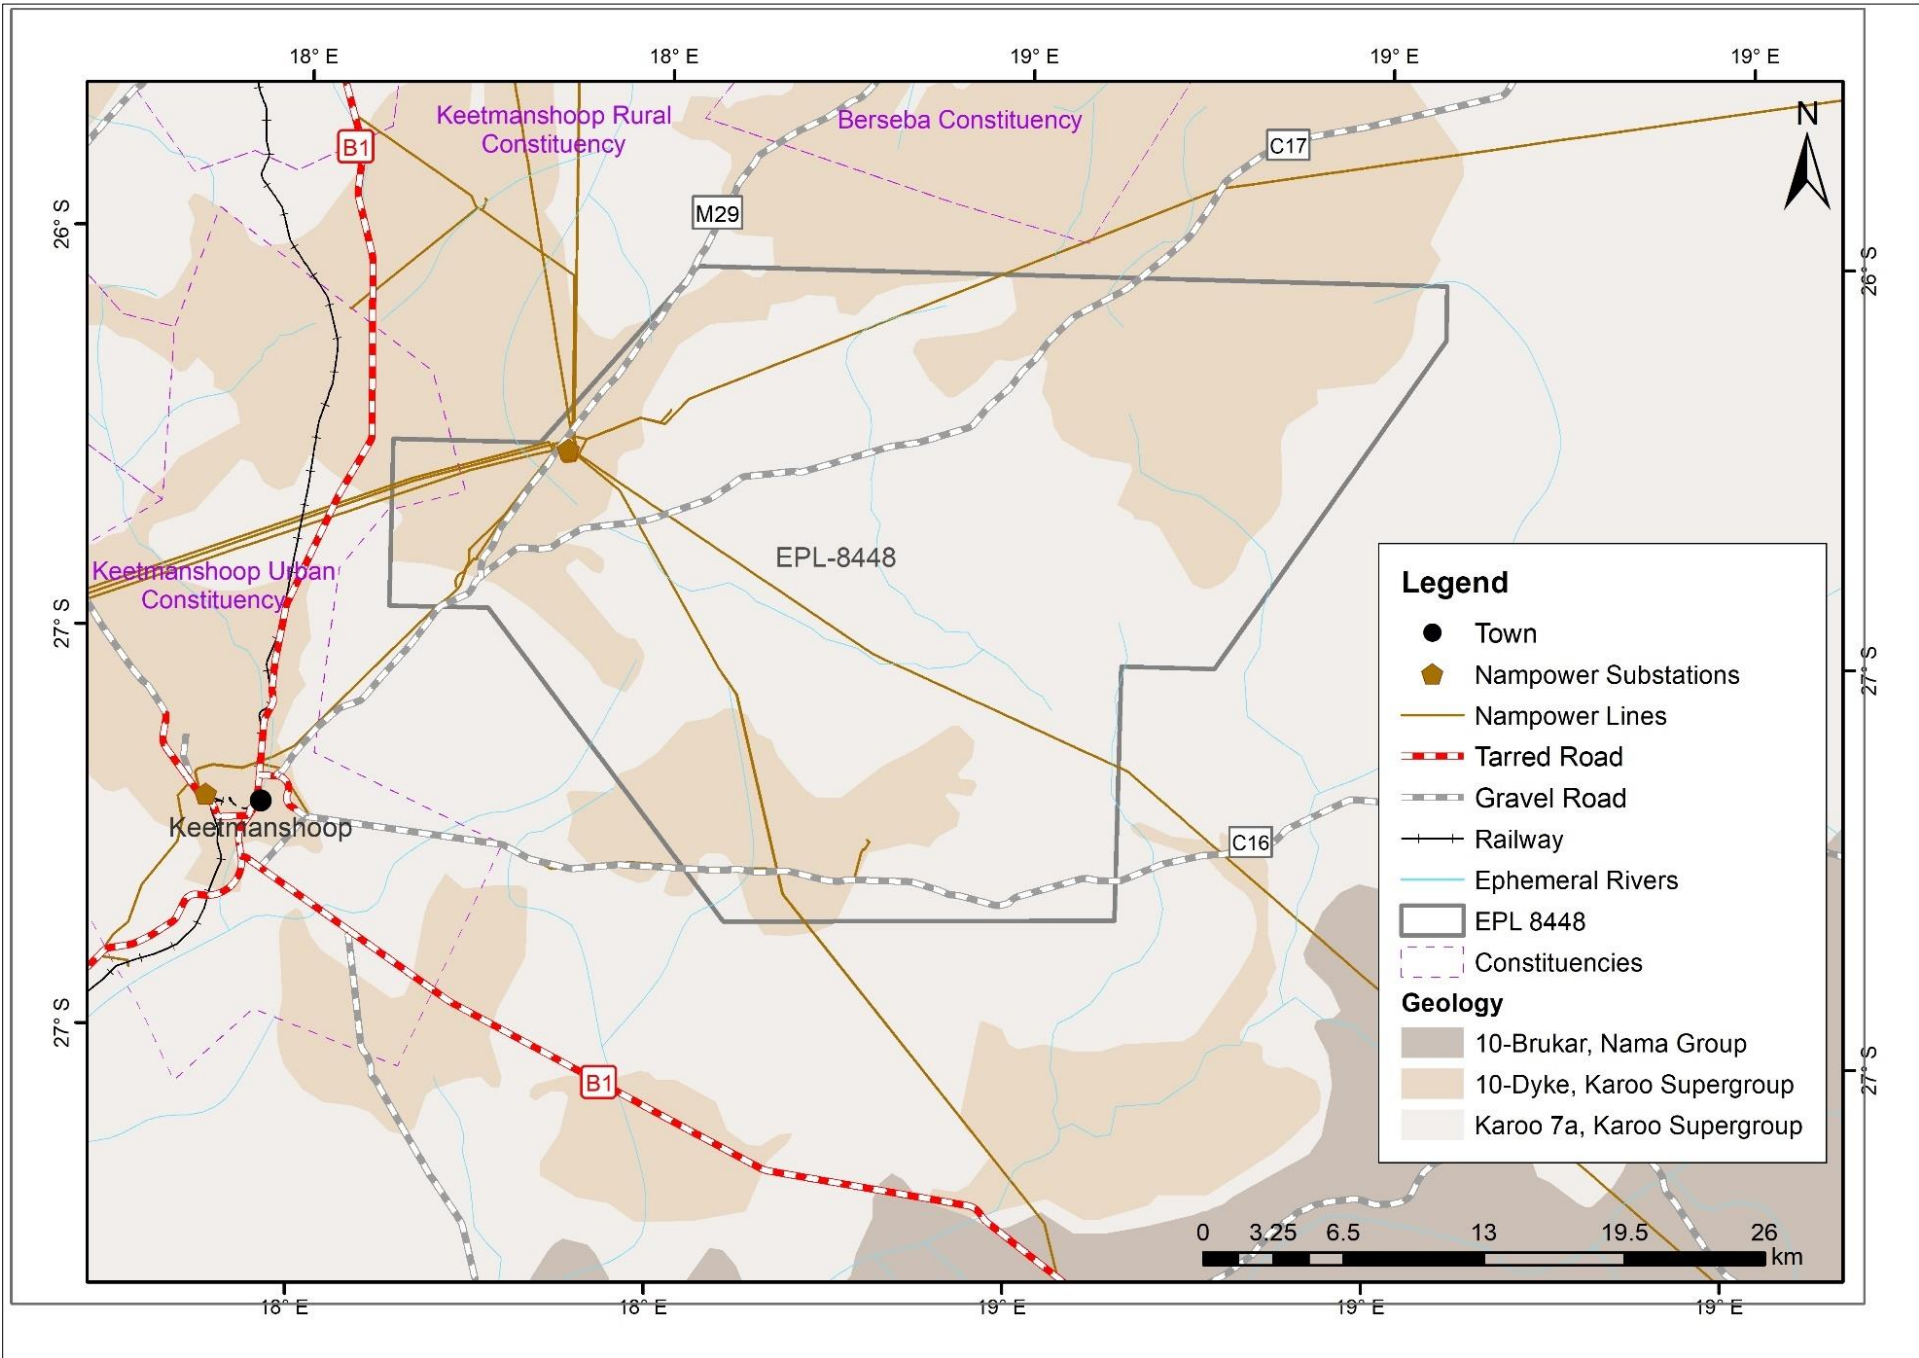 18° E
18° E
19° E
19° E
19° E
Keetmanshoop Rural
Constituency
Berseba Constituency
B1
C17
N
M29
26° S
26° S
EPL-8448
Keetmanshoop Urban
Constituency
27° S
27° S
Keetmanshoop
C16
27° S
27° S
B1
Legend
Town
Nampower Substations
Nampower Lines
Tarred Road
Gravel Road
Railway
Ephemeral Rivers
EPL 8448
Constituencies
Geology
10-Brukar, Nama Group
10-Dyke, Karoo Supergroup
Karoo 7a, Karoo Supergroup
0 3.25 6.5 13 19.5 26
km
18° E
18° E
19° E
19° E
19° E